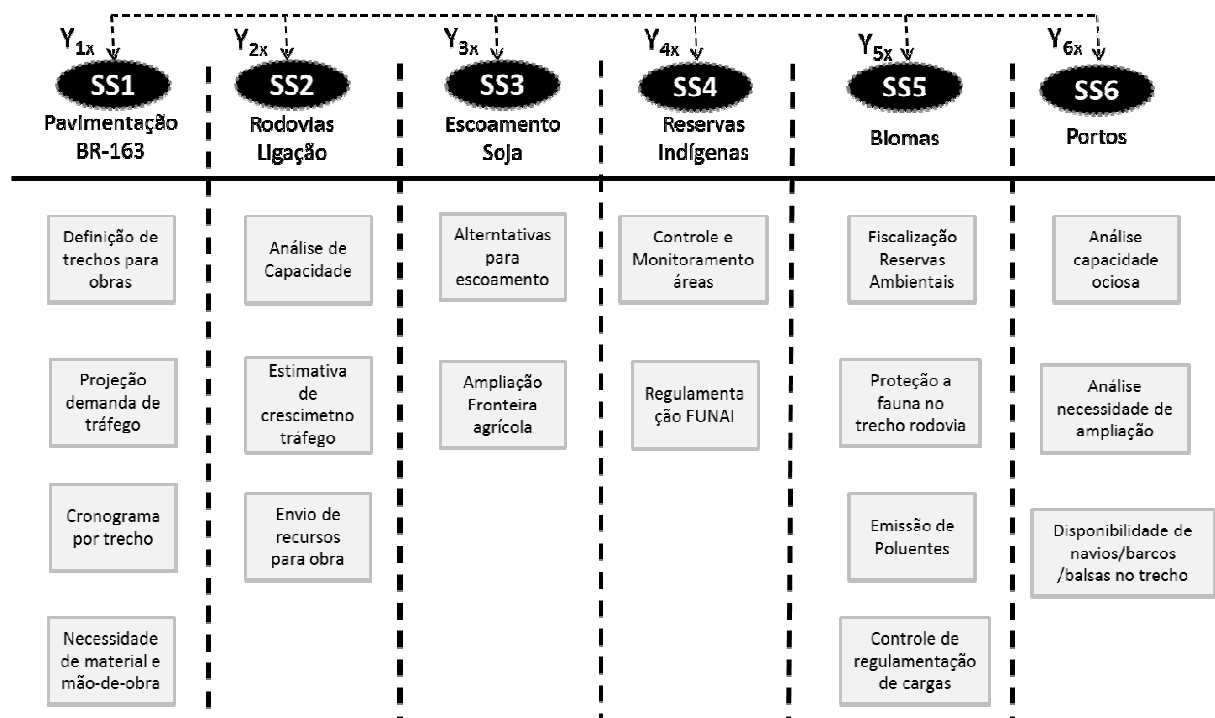 Y1x
Y2x
Y3x
Y4x
Y5x
Y6x
SS1
SS2
SS3
SS4
SS5
SS6
Pavimentação
BR-163
Rodovias
Ligação
Escoamento
Soja
Reservas
Indígenas
Biomas
Portos
Definição de
trechos para
obras
Análise de
Capacidade
Alterntativas
para
escoamento
Controle e
Monitoramento
áreas
Fiscalização
Reservas
Ambientais
Análise
capacidade
ociosa
Projeção
demanda de
tráfego
Estimativa
de
crescimetno
tráfego
Ampliação
Fronteira
agrícola
Regulamenta
ção FUNAI
Proteção a
fauna no
trecho rodovia
Análise
necessidade de
ampliação
Cronograma
por trecho
Envio de
recursos
para obra
Emissão de
Poluentes
Disponibilidade de
navios/barcos
/balsas no trecho
Necessidade
de material e
mão-de-obra
Controle de
regulamentação
de cargas